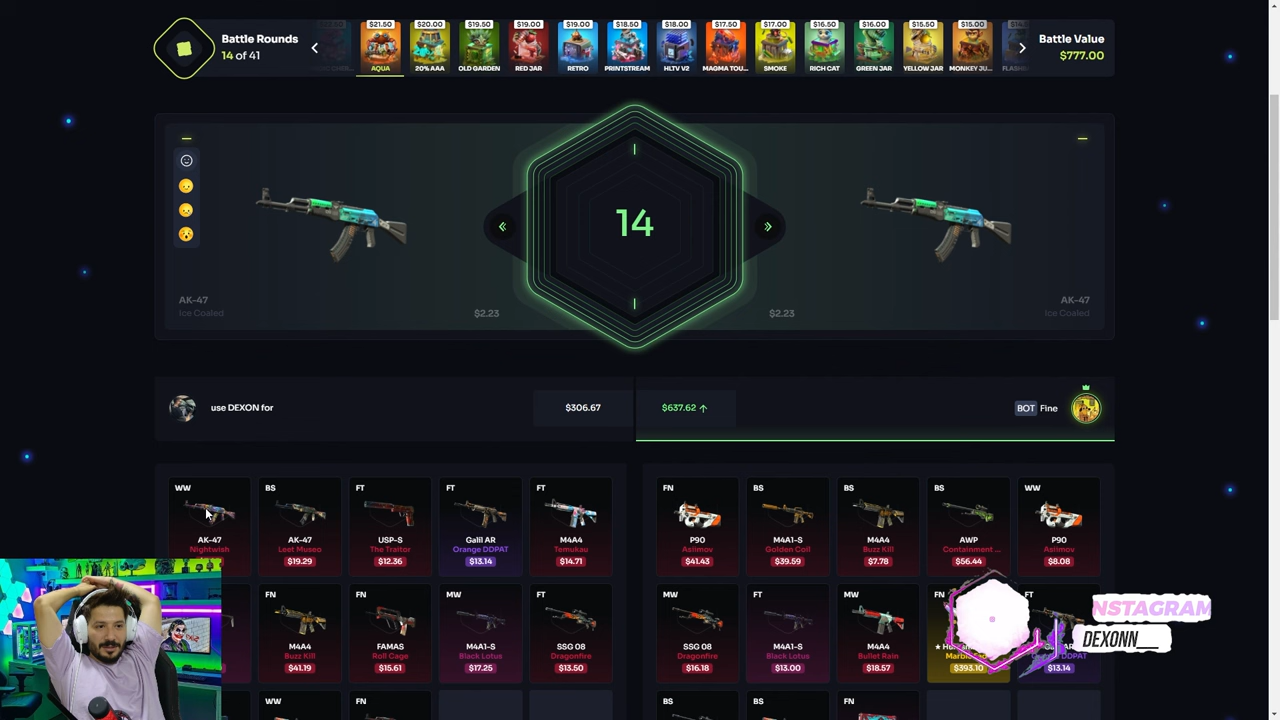 Battle Rounds
14 of 41
$21.50
AQUA
$20.00
20% AAA
$19.50
OLD GARDEN
$19.00
RED JAR
$19.00
RETRO
$18.50
PRINTSTREAM
$18.00
HLTV V2
$17.50
MAGMA TOU...
$17.00
SMOKE
$16.50
RICH CAT
$16.00
GREEN JAR
$15.50
YELLOW JAR
$15.00
MONKEY JU...
Battle Value
$777.00
14
AK-47
Ice Coaled
$2.23
$2.23
AK-47
Ice Coaled
use DEXON for
$306.67
$637.62
BOT Fine
WW
AK-47
Nightwish
BS
AK-47
Leet Museo
$19.29
FT
USP-S
The Traitor
$12.36
FT
Galil AR
Orange DDPAT
$13.14
FT
M4A4
Temukau
$14.71
FN
P90
Asiimov
$41.43
BS
M4A1-S
Golden Coil
$39.59
BS
M4A4
Buzz Kill
$7.78
BS
AWP
Containment ...
$56.44
WW
P90
Asiimov
$8.08
FN
M4A4
Buzz Kill
$41.19
FN
FAMAS
Roll Cage
$15.61
MW
M4A1-S
Black Lotus
$17.25
FT
SSG 08
Dragonfire
$13.50
MW
SSG 08
Dragonfire
$16.18
FT
M4A1-S
Black Lotus
$13.00
MW
M4A4
Bullet Rain
$18.57
FN
$393.10
FT
$13.14
NSTAGRAM
DEXONN__
WW
FN
BS
BS
FN